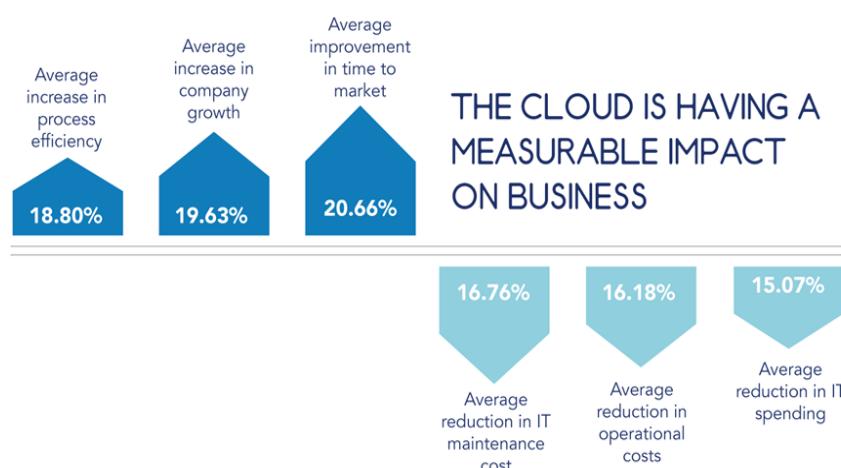 Average
increase in
process
efficiency
18.80%
Average
increase in
company
growth
19.63%
Average
improvement
in time to
market
20.66%
THE CLOUD IS HAVING A
MEASURABLE IMPACT
ON BUSINESS
16.76%
Average
reduction in IT
maintenance
cost
16.18%
Average
reduction in
operational
costs
15.07%
Average
reduction in IT
spending